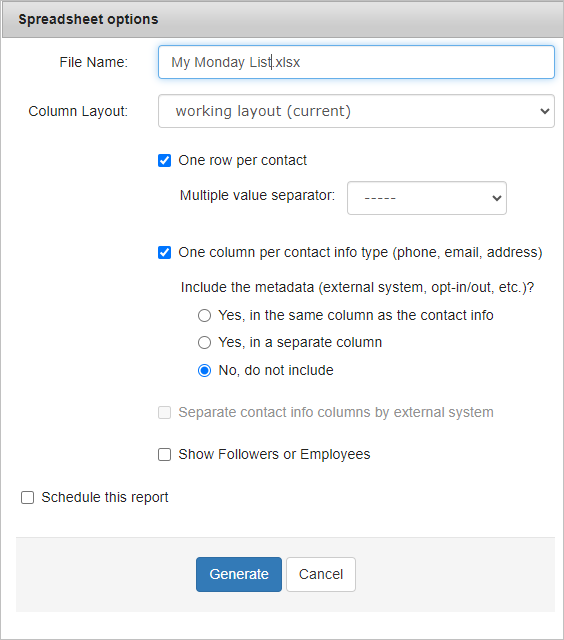 Spreadsheet options
File Name: My Monday List.xlsx
Column Layout: working layout (current)
One row per contact
Multiple value separator: -----
One column per contact info type (phone, email, address)
Include the metadata (external system, opt-in/out, etc.)?
Yes, in the same column as the contact info
Yes, in a separate column
No, do not include
Separate contact info columns by external system
Show Followers or Employees
Schedule this report
Generate Cancel